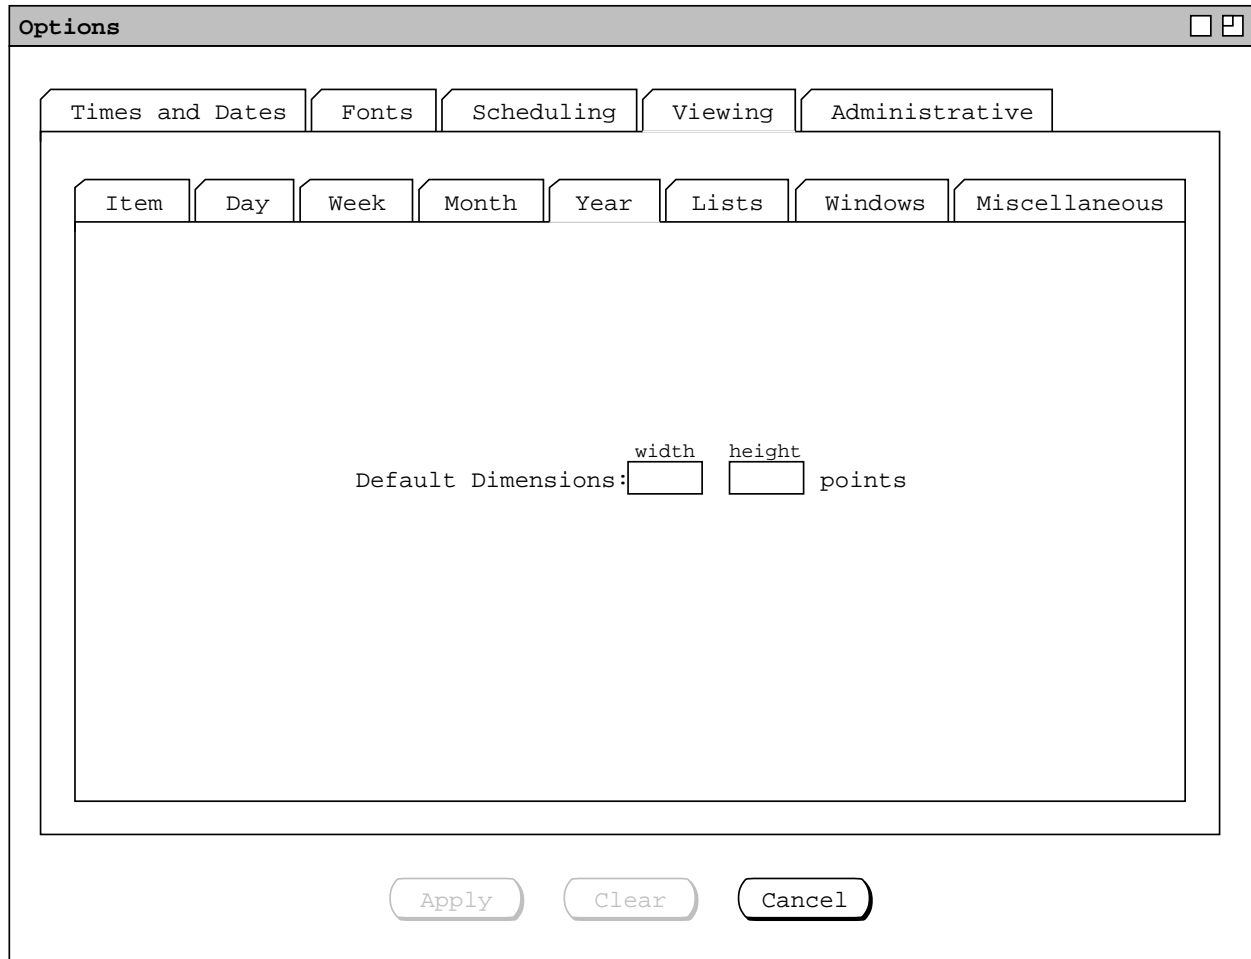 Options
Times and Dates Fonts Scheduling Viewing Administrative
Item Day Week Month Year Lists Windows Miscellaneous
width height
Default Dimensions: points
Apply Clear Cancel